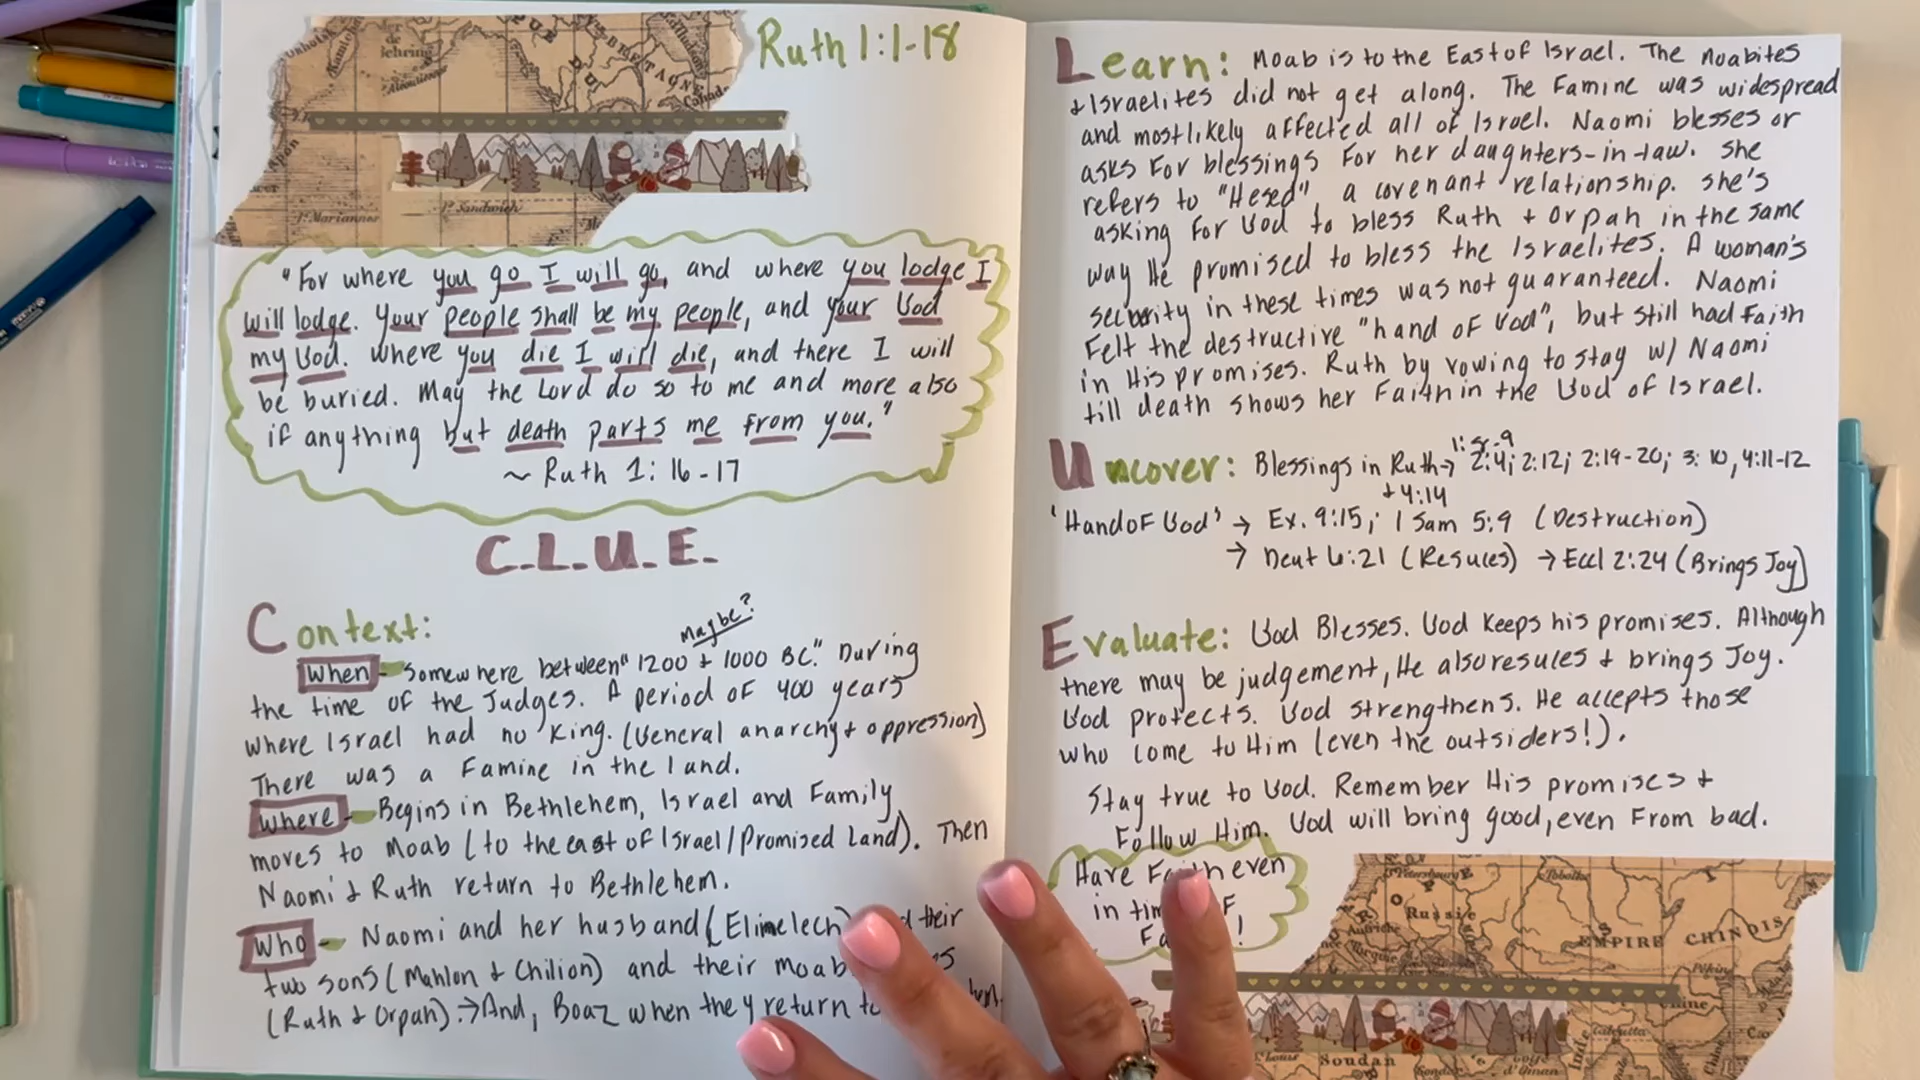 Ruth 1:1-18
"For where you go I will go, and where you lodge I
will lodge. Your people shall be my people, and your God
my God. Where you die I will die, and there I will
be buried. May the Lord do so to me and more also
if anything but death parts me from you."
~ Ruth 1:16-17
C.L.U.E.
Context:
Maybe?
When - Somewhere between "1200 + 1000 BC." During
the time of the Judges. A period of 400 years
where Israel had no King. (General anarchy + oppression)
There was a Famine in the land.
Where - Begins in Bethlehem, Israel and Family
moves to Moab (to the east of Israel/Promised Land). Then
Naomi + Ruth return to Bethlehem.
Who - Naomi and her husband (Elimelech) their
two sons (Mahlon + Chilion) and their
(Ruth + Orpah). → And, Boaz when they return to
Learn: Moab is to the East of Israel. The Moabites
+ Israelites did not get along. The Famine was widespread
and most likely affected all of Israel. Naomi blesses or
asks For blessings For her daughters-in-law. She
refers to "Hesed" a covenant relationship. She's
asking for God to bless Ruth + Orpah in the same
way He promised to bless the Israelites. A woman's
security in these times was not guaranteed. Naomi
Felt the destructive "hand of God", but still had Faith
in His promises. Ruth by vowing to stay w/ Naomi
till death shows her Faith in the God of Israel.
Uncover: Blessings in Ruth → 2:4; 2:12; 2:19-20; 3:10, 4:11-12
+ 4:14
'Hand of God' → Ex. 9:15; 1 Sam 5:9 (Destruction)
→ Deut 6:21 (Resues) → Eccl 2:24 (Brings Joy)
Evaluate: God Blesses. God Keeps his promises. Although
there may be judgement, He also resules + brings Joy.
God protects. God strengthens. He accepts those
who come to Him (even the outsiders!).
Stay true to God. Remember His promises +
Follow Him. God will bring good, even From bad.
Have even
in
Russie
EMPIRE CHINOIS
Soudan